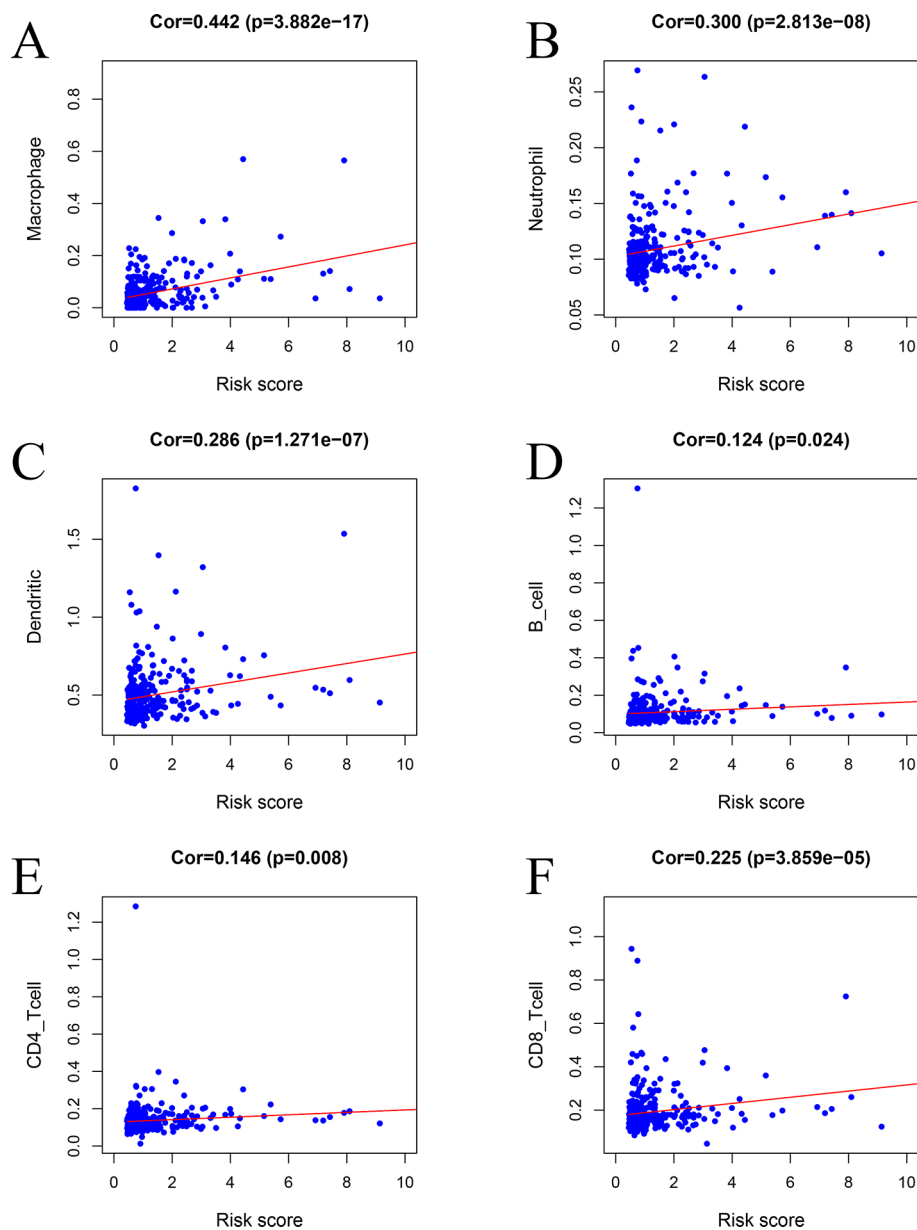 A
Cor=0.442 (p=3.882e−17)
Macrophage
0.8
0.6
0.4
0.2
0.0
0 2 4 6 8 10
Risk score
B
Cor=0.300 (p=2.813e−08)
Neutrophil
0.25
0.20
0.15
0.10
0.05
0 2 4 6 8 10
Risk score
C
Cor=0.286 (p=1.271e−07)
Dendritic
1.5
1.0
0.5
0 2 4 6 8 10
Risk score
D
Cor=0.124 (p=0.024)
B_cell
1.2
1.0
0.8
0.6
0.4
0.2
0.0
0 2 4 6 8 10
Risk score
E
Cor=0.146 (p=0.008)
CD4_Tcell
1.2
1.0
0.8
0.6
0.4
0.2
0.0
0 2 4 6 8 10
Risk score
F
Cor=0.225 (p=3.859e−05)
CD8_Tcell
1.0
0.8
0.6
0.4
0.2
0 2 4 6 8 10
Risk score